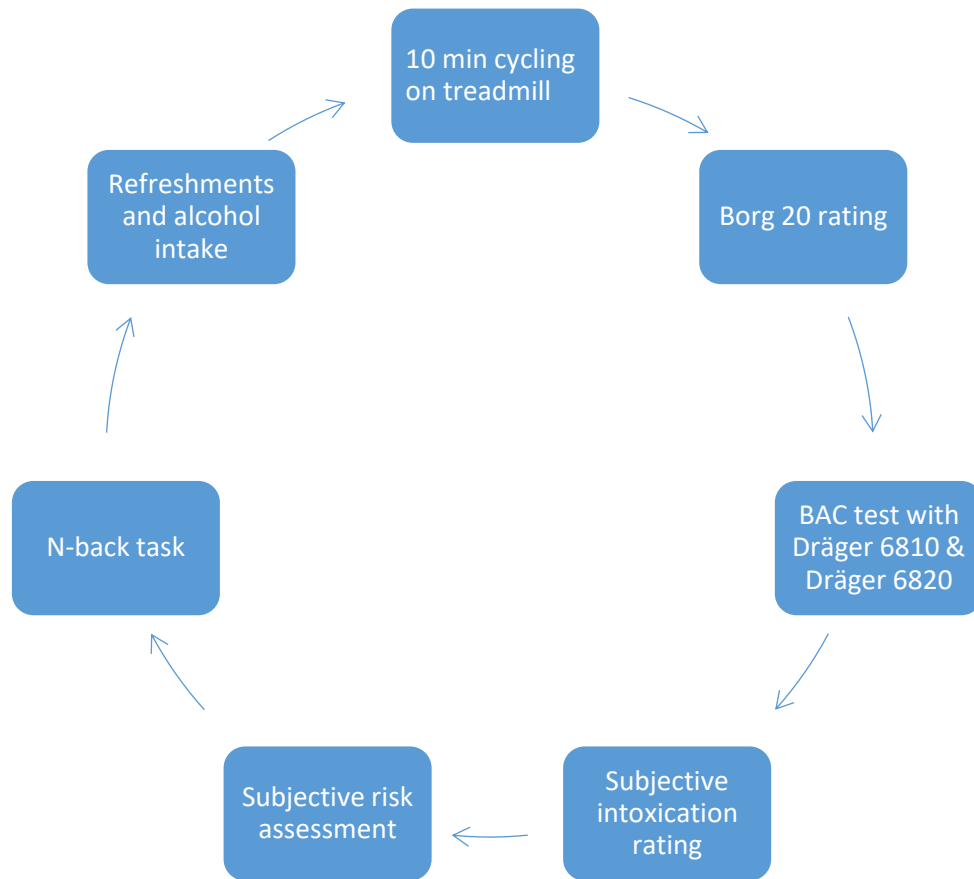 10 min cycling
on treadmill
Borg 20 rating
BAC test with
Dräger 6810 &
Dräger 6820
Subjective
intoxication
rating
Subjective risk
assessment
N-back task
Refreshments
and alcohol
intake